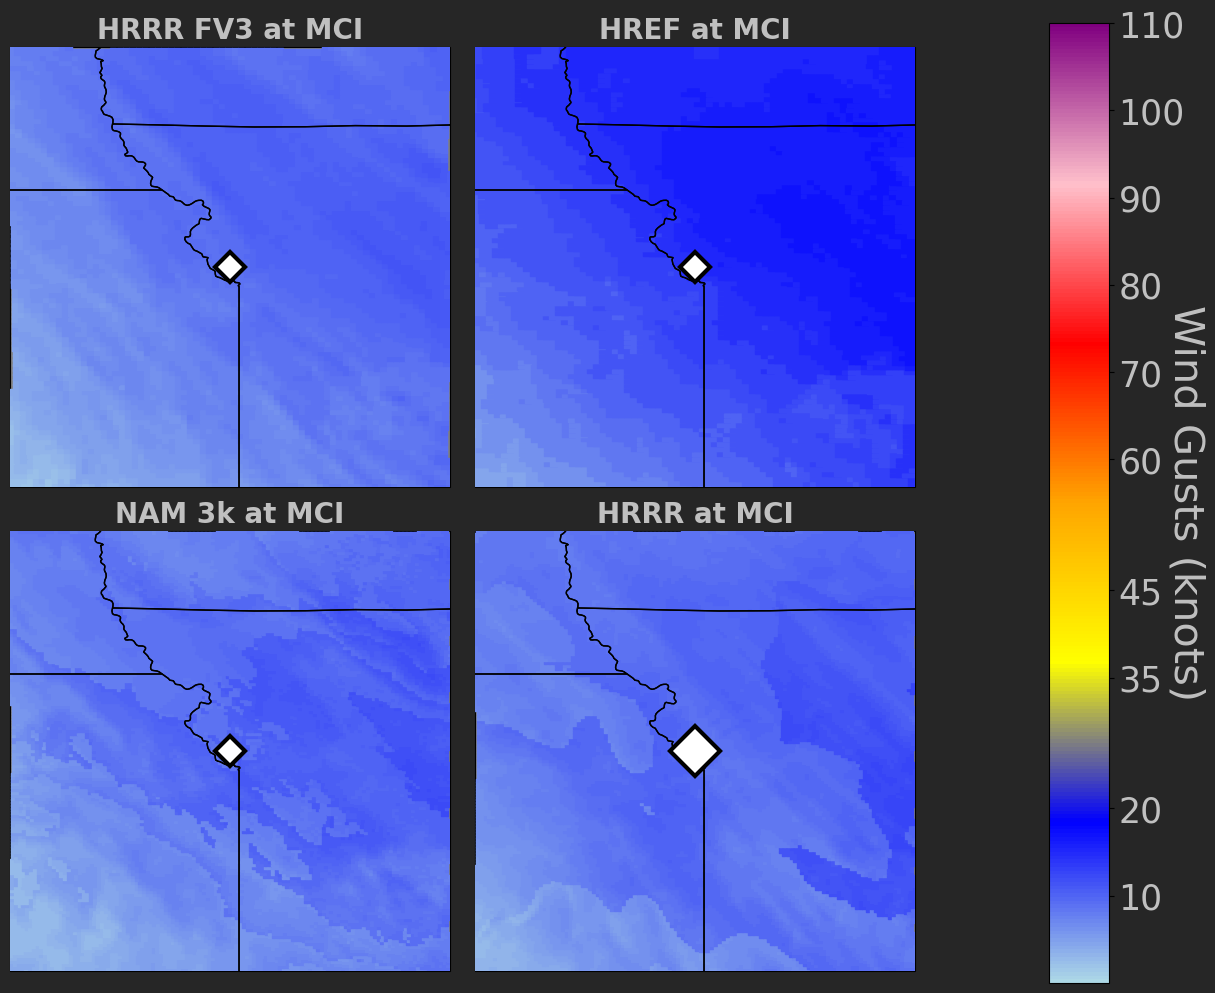 HRRR FV3 at MCI
HREF at MCI
NAM 3k at MCI
HRRR at MCI
110
100
90
80
70
60
45
35
20
10
Wind Gusts (knots)